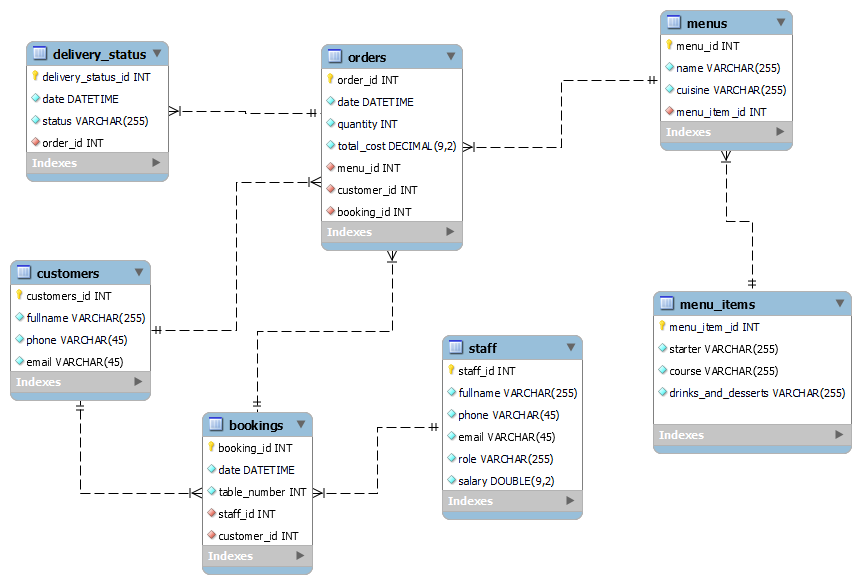 delivery_status
delivery_status_id INT
date DATETIME
status VARCHAR(255)
order_id INT
Indexes
orders
order_id INT
date DATETIME
quantity INT
total_cost DECIMAL(9,2)
menu_id INT
customer_id INT
booking_id INT
Indexes
menus
menu_id INT
name VARCHAR(255)
cuisine VARCHAR(255)
menu_item_id INT
Indexes
customers
customers_id INT
fullname VARCHAR(255)
phone VARCHAR(45)
email VARCHAR(45)
Indexes
bookings
booking_id INT
date DATETIME
table_number INT
staff_id INT
customer_id INT
Indexes
staff
staff_id INT
fullname VARCHAR(255)
phone VARCHAR(45)
email VARCHAR(45)
role VARCHAR(255)
salary DOUBLE(9,2)
Indexes
menu_items
menu_item_id INT
starter VARCHAR(255)
course VARCHAR(255)
drinks_and_desserts VARCHAR(255)
Indexes